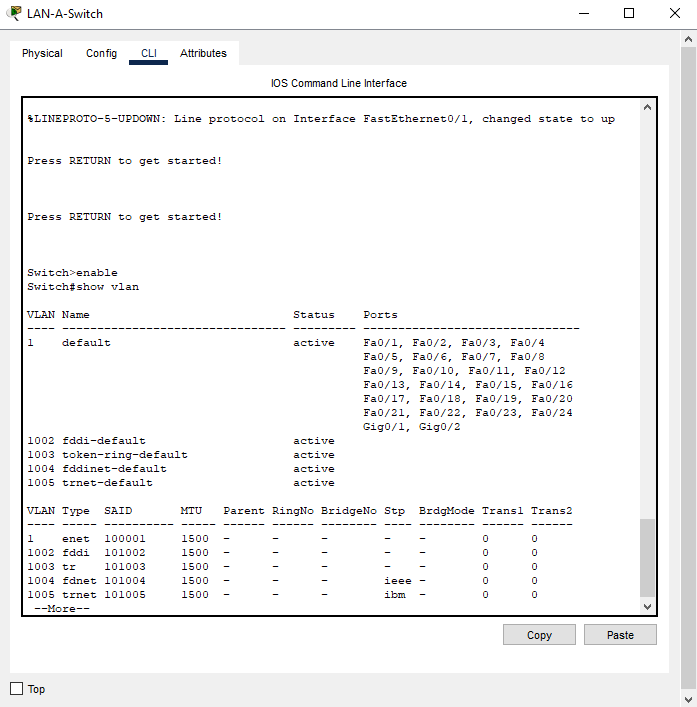 LAN-A-Switch
Physical Config CLI Attributes
IOS Command Line Interface
%LINEPROTO-5-UPDOWN: Line protocol on Interface FastEthernet0/1, changed state to up
Press RETURN to get started!
Press RETURN to get started!
Switch>enable
Switch#show vlan
VLAN Name                             Status    Ports
---- -------------------------------- --------- -------------------------------
1    default                          active    Fa0/1, Fa0/2, Fa0/3, Fa0/4
                                                Fa0/5, Fa0/6, Fa0/7, Fa0/8
                                                Fa0/9, Fa0/10, Fa0/11, Fa0/12
                                                Fa0/13, Fa0/14, Fa0/15, Fa0/16
                                                Fa0/17, Fa0/18, Fa0/19, Fa0/20
                                                Fa0/21, Fa0/22, Fa0/23, Fa0/24
                                                Gig0/1, Gig0/2
1002 fddi-default                     active
1003 token-ring-default               active
1004 fddinet-default                  active
1005 trnet-default                    active
VLAN Type  SAID       MTU   Parent RingNo BridgeNo Stp  BrdgMode Trans1 Trans2
---- ----- ---------- ----- ------ ------ -------- ---- -------- ------ ------
1    enet  100001     1500  -      -      -        -    -        0      0
1002 fddi  101002     1500  -      -      -        -    -        0      0
1003 tr    101003     1500  -      -      -        -    -        0      0
1004 fdnet 101004     1500  -      -      -        ieee -        0      0
1005 trnet 101005     1500  -      -      -        ibm  -        0      0
 --More--
Copy Paste
Top